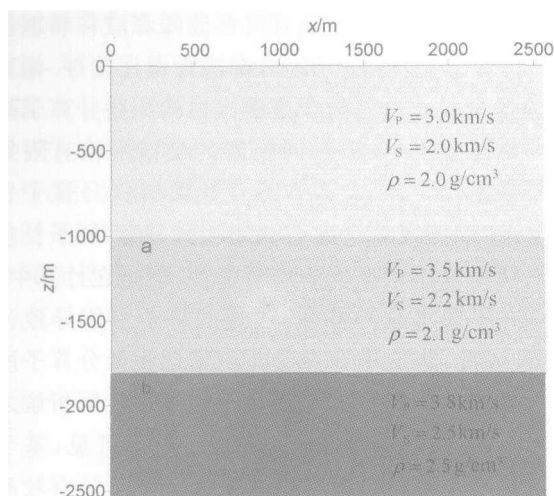 x/m
0 500 1000 1500 2000 2500
0
V_P = 3.0 km/s
-500
V_S = 2.0 km/s
ρ = 2.0 g/cm³
-1000
a
z/m
V_P = 3.5 km/s
V_S = 2.2 km/s
-1500
ρ = 2.1 g/cm³
b
-2000
V_P = 3.8 km/s
V_S = 2.5 km/s
ρ = 2.5 g/cm³
-2500